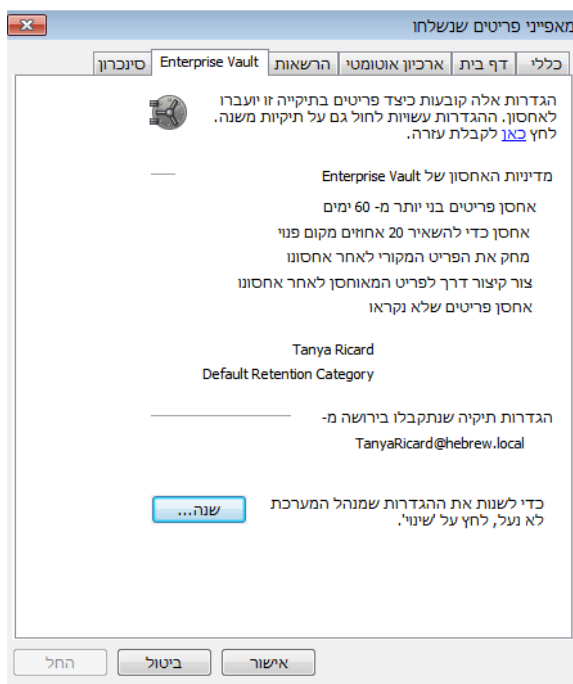 מאפייני פריטים שנשלחו
כללי דף בית ארכיון אוטומטי הרשאות Enterprise Vault סינכרון
הגדרות אלה קובעות כיצד פריטים בתיקייה זו יועברו
לאחסון. ההגדרות עשויות לחול גם על תיקיות משנה.
לחץ כאן לקבלת עזרה.
מדיניות האחסון של Enterprise Vault
אחסן פריטים בני יותר מ- 60 ימים
אחסן כדי להשאיר 20 אחוזים מקום פנוי
מחק את הפריט המקורי לאחר אחסונו
צור קיצור דרך לפריט המאוחסן לאחר אחסונו
אחסן פריטים שלא נקראו
Tanya Ricard
Default Retention Category
הגדרות תיקיה שנתקבלו בירושה מ-
TanyaRicard@hebrew.local
כדי לשנות את ההגדרות שמנהל המערכת
לא נעל, לחץ על 'שינוי'.
שנה...
אישור ביטול החל